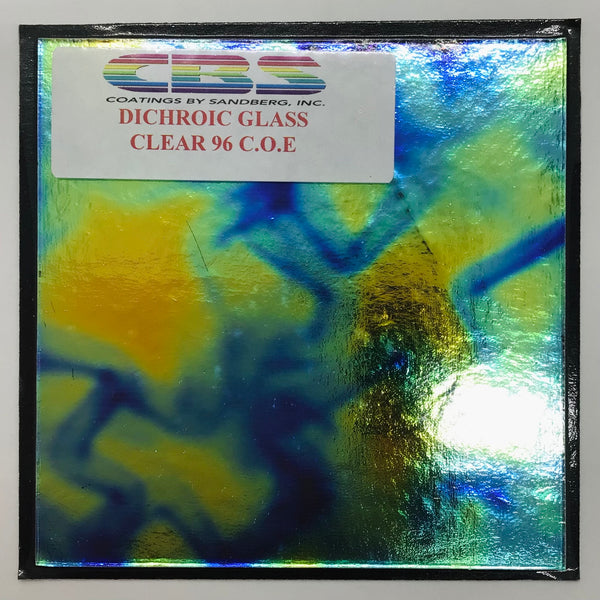 CBS
COATINGS BY SANDBERG, INC.
DICHROIC GLASS
CLEAR 96 C.O.E